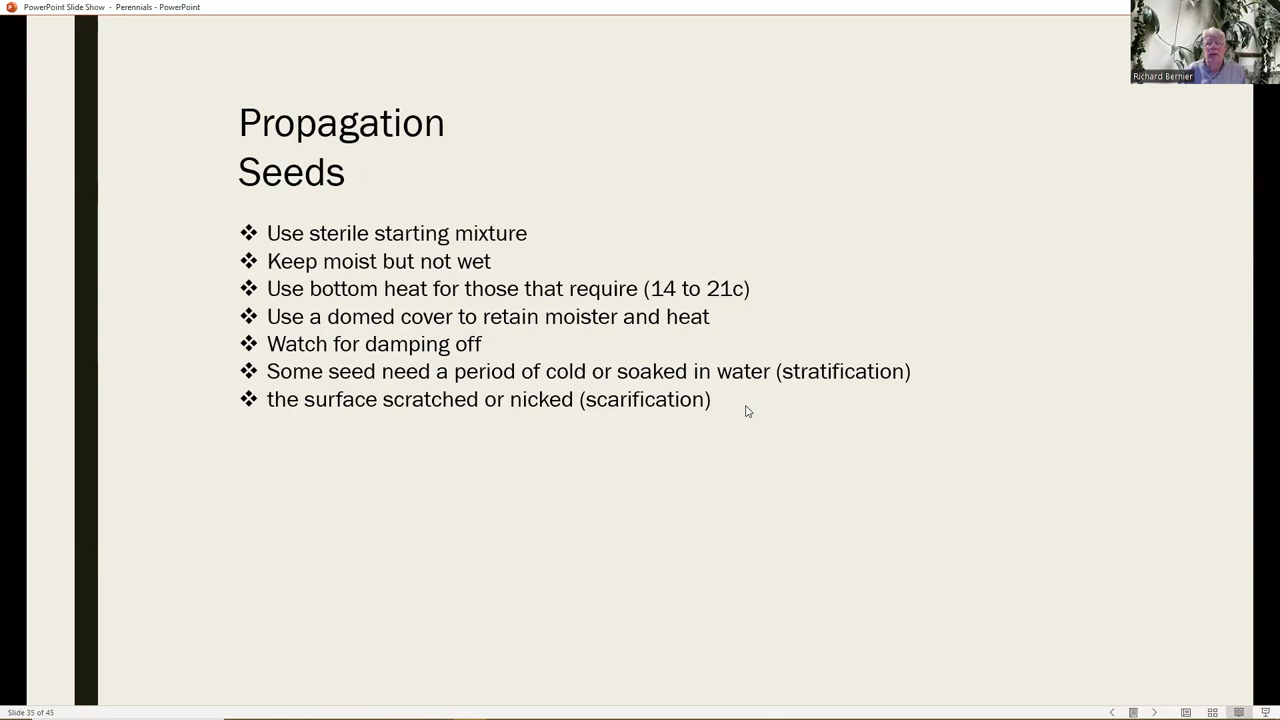 PowerPoint Slide Show - Perennials - PowerPoint
Richard Bernier
Propagation
Seeds
❖ Use sterile starting mixture
❖ Keep moist but not wet
❖ Use bottom heat for those that require (14 to 21c)
❖ Use a domed cover to retain moister and heat
❖ Watch for damping off
❖ Some seed need a period of cold or soaked in water (stratification)
❖ the surface scratched or nicked (scarification)
Slide 35 of 45